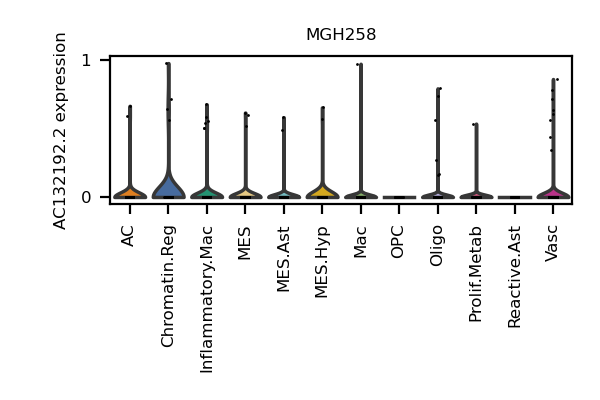 MGH258
AC132192.2 expression
1
0
AC
Chromatin.Reg
Inflammatory.Mac
MES
MES.Ast
MES.Hyp
Mac
OPC
Oligo
Prolif.Metab
Reactive.Ast
Vasc